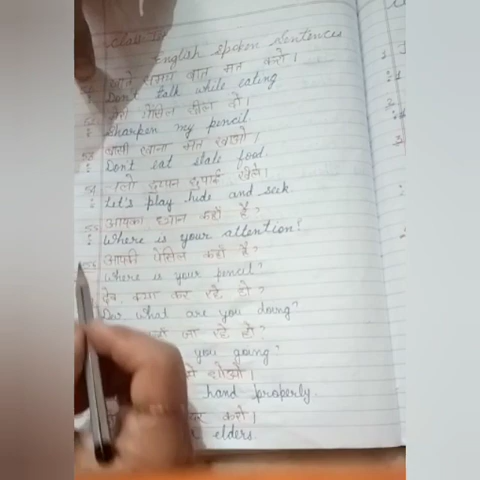 English Spoken Sentences
खाते समय बात मत करो।
Don't talk while eating
मेरी पेंसिल छील दो।
Sharpen my pencil
बासी खाना मत खाओ।
Don't eat stale food.
चलो छुपन छुपाई खेले।
Let's play hide and seek.
आपका ध्यान कहाँ है?
Where is your attention?
आपकी पेंसिल कहाँ है?
Where is your pencil?
देव, क्या कर रहे हो?
Dev what are you doing?
जा रहे हो?
you going?
धोओ।
hand properly.
करो।
elders.